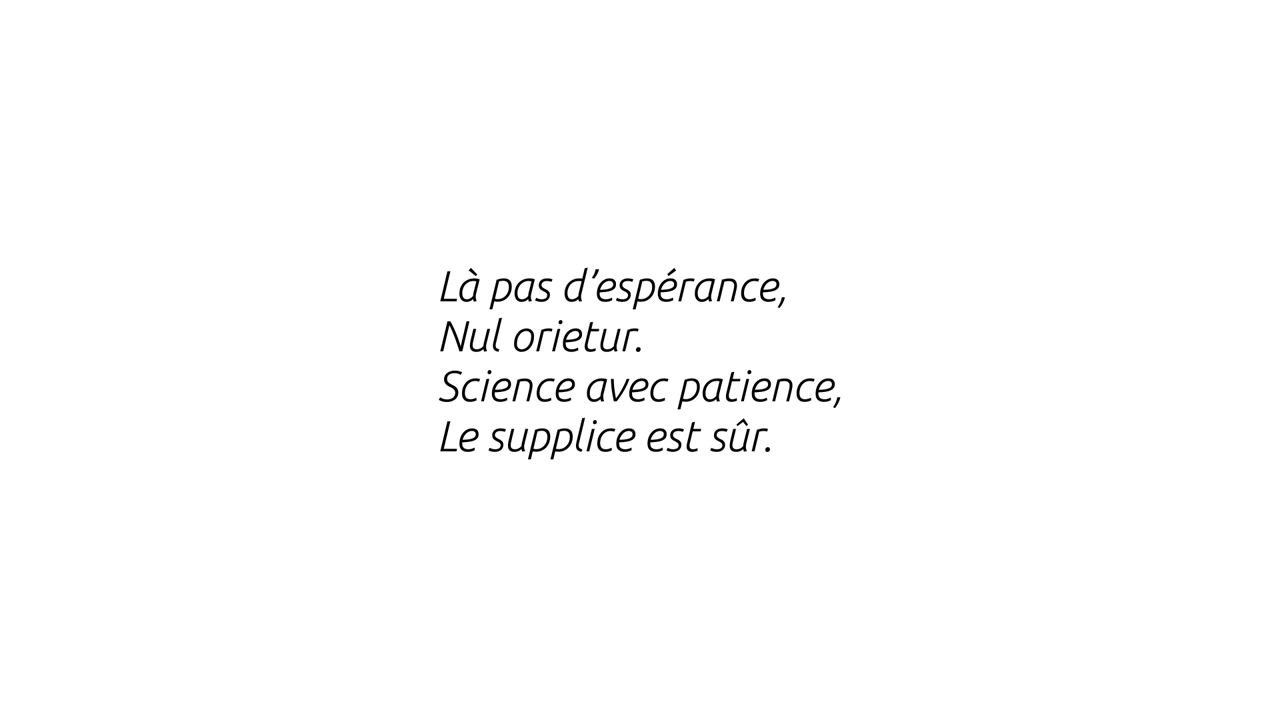 Là pas d’espérance,
Nul orietur.
Science avec patience,
Le supplice est sûr.